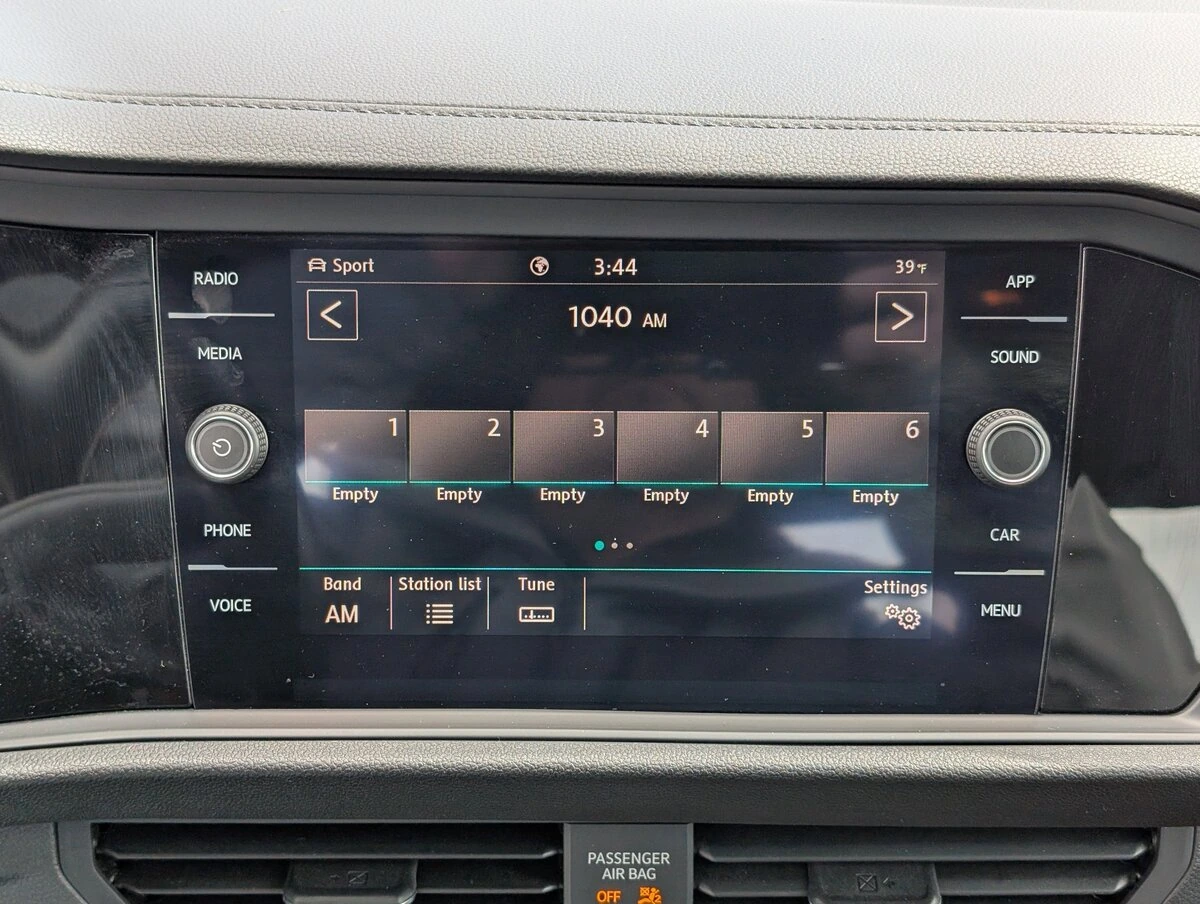 RADIO
MEDIA
PHONE
VOICE
Sport 3:44 39°F
< 1040 AM >
1 2 3 4 5 6
Empty Empty Empty Empty Empty Empty
Band Station list Tune Settings
AM
APP
SOUND
CAR
MENU
PASSENGER
AIR BAG
OFF